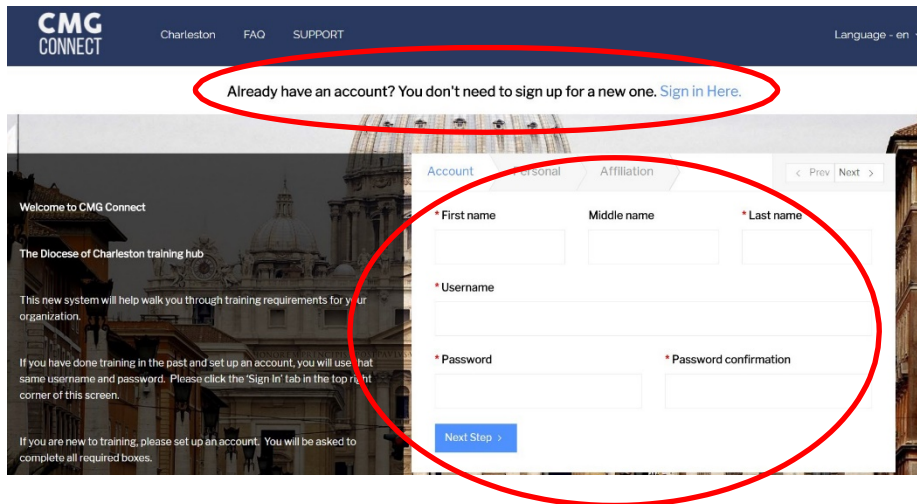 CMG
CONNECT
Charleston FAQ SUPPORT
Language - en
Already have an account? You don't need to sign up for a new one. Sign in Here.
Account Personal Affiliation
< Prev Next >
Welcome to CMG Connect
The Diocese of Charleston training hub
This new system will help walk you through training requirements for your
organization.
If you have done training in the past and set up an account, you will use that
same username and password. Please click the 'Sign In' tab in the top right
corner of this screen.
If you are new to training, please set up an account. You will be asked to
complete all required boxes.
* First name Middle name * Last name
* Username
* Password * Password confirmation
Next Step >